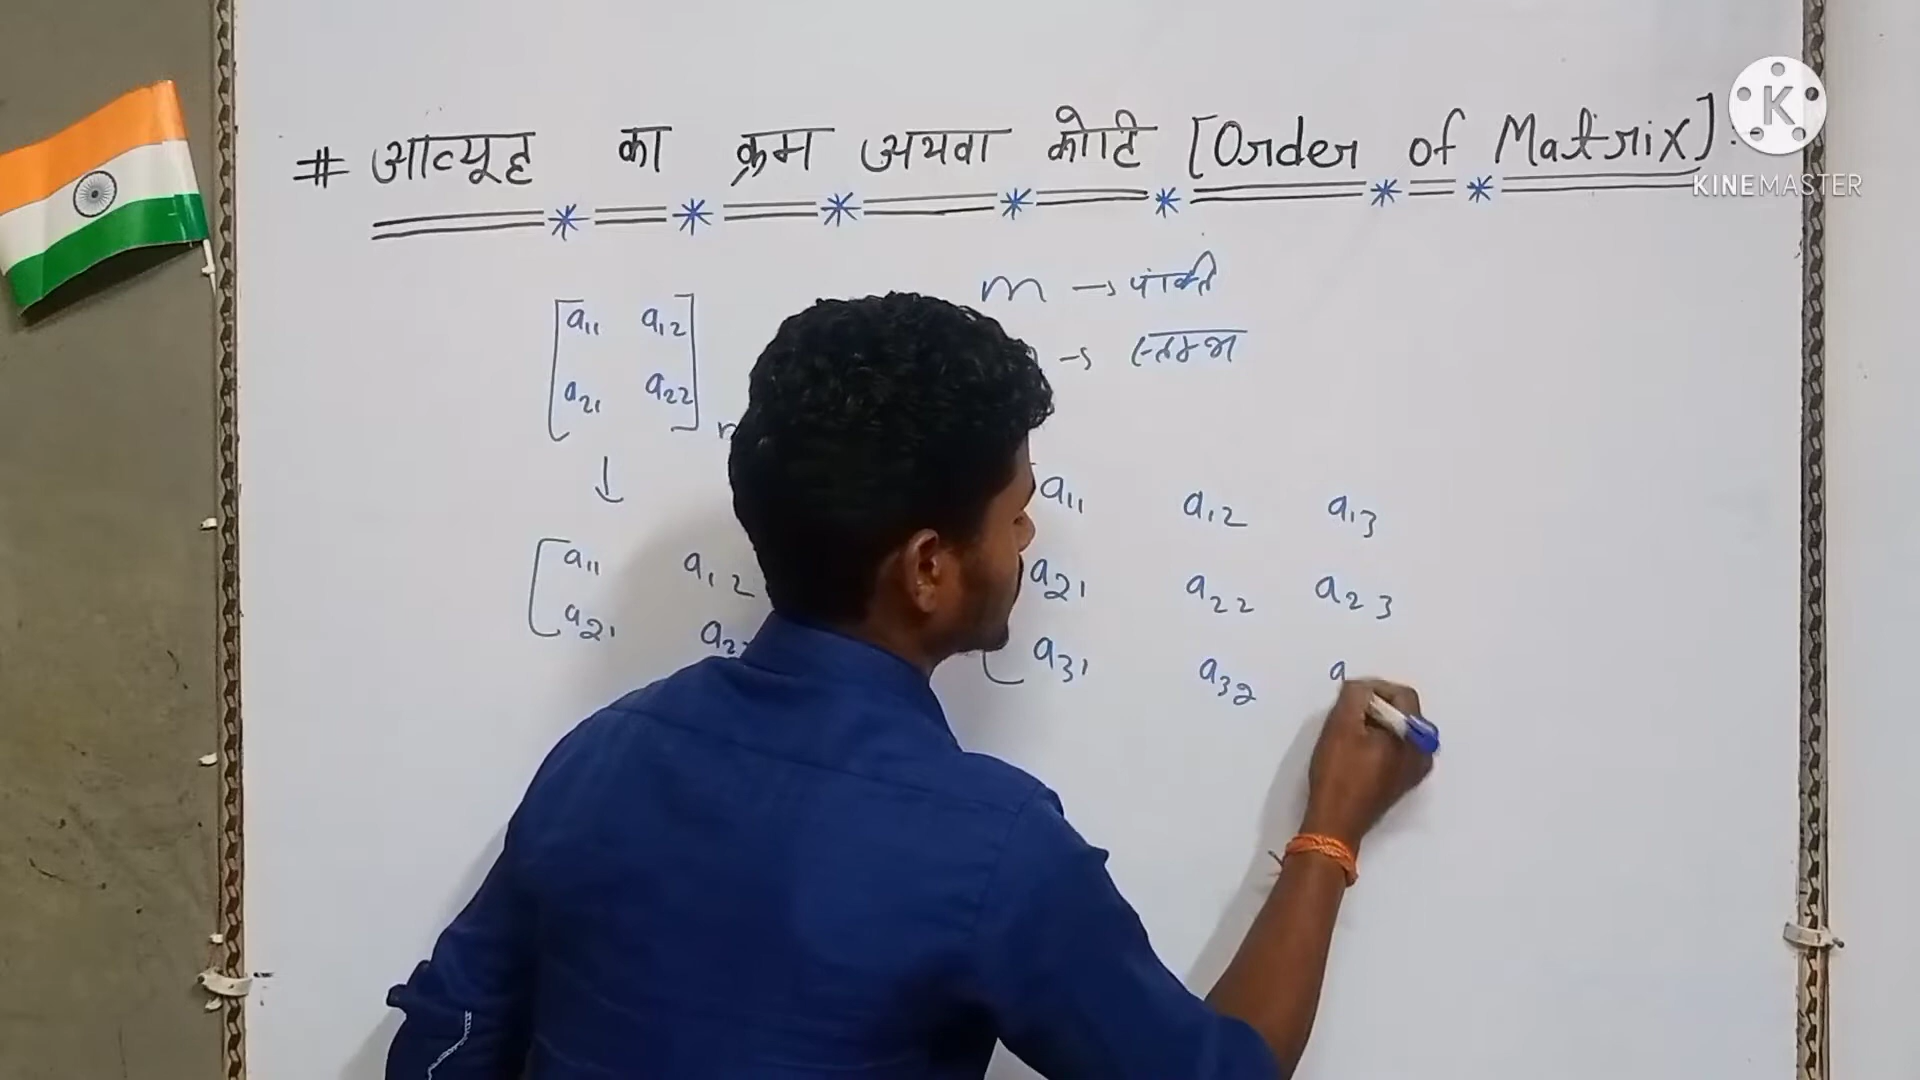 # आव्यूह का क्रम अथवा कोटि [Order of Matrix] :
K
KINEMASTER
m → पंक्ति
→ स्तम्भ
a₁₁ a₁₂
a₂₁ a₂₂
↓
a₁₁ a₁₂
a₂₁
a₁₁ a₁₂ a₁₃
a₂₁ a₂₂ a₂₃
a₃₁ a₃₂ a